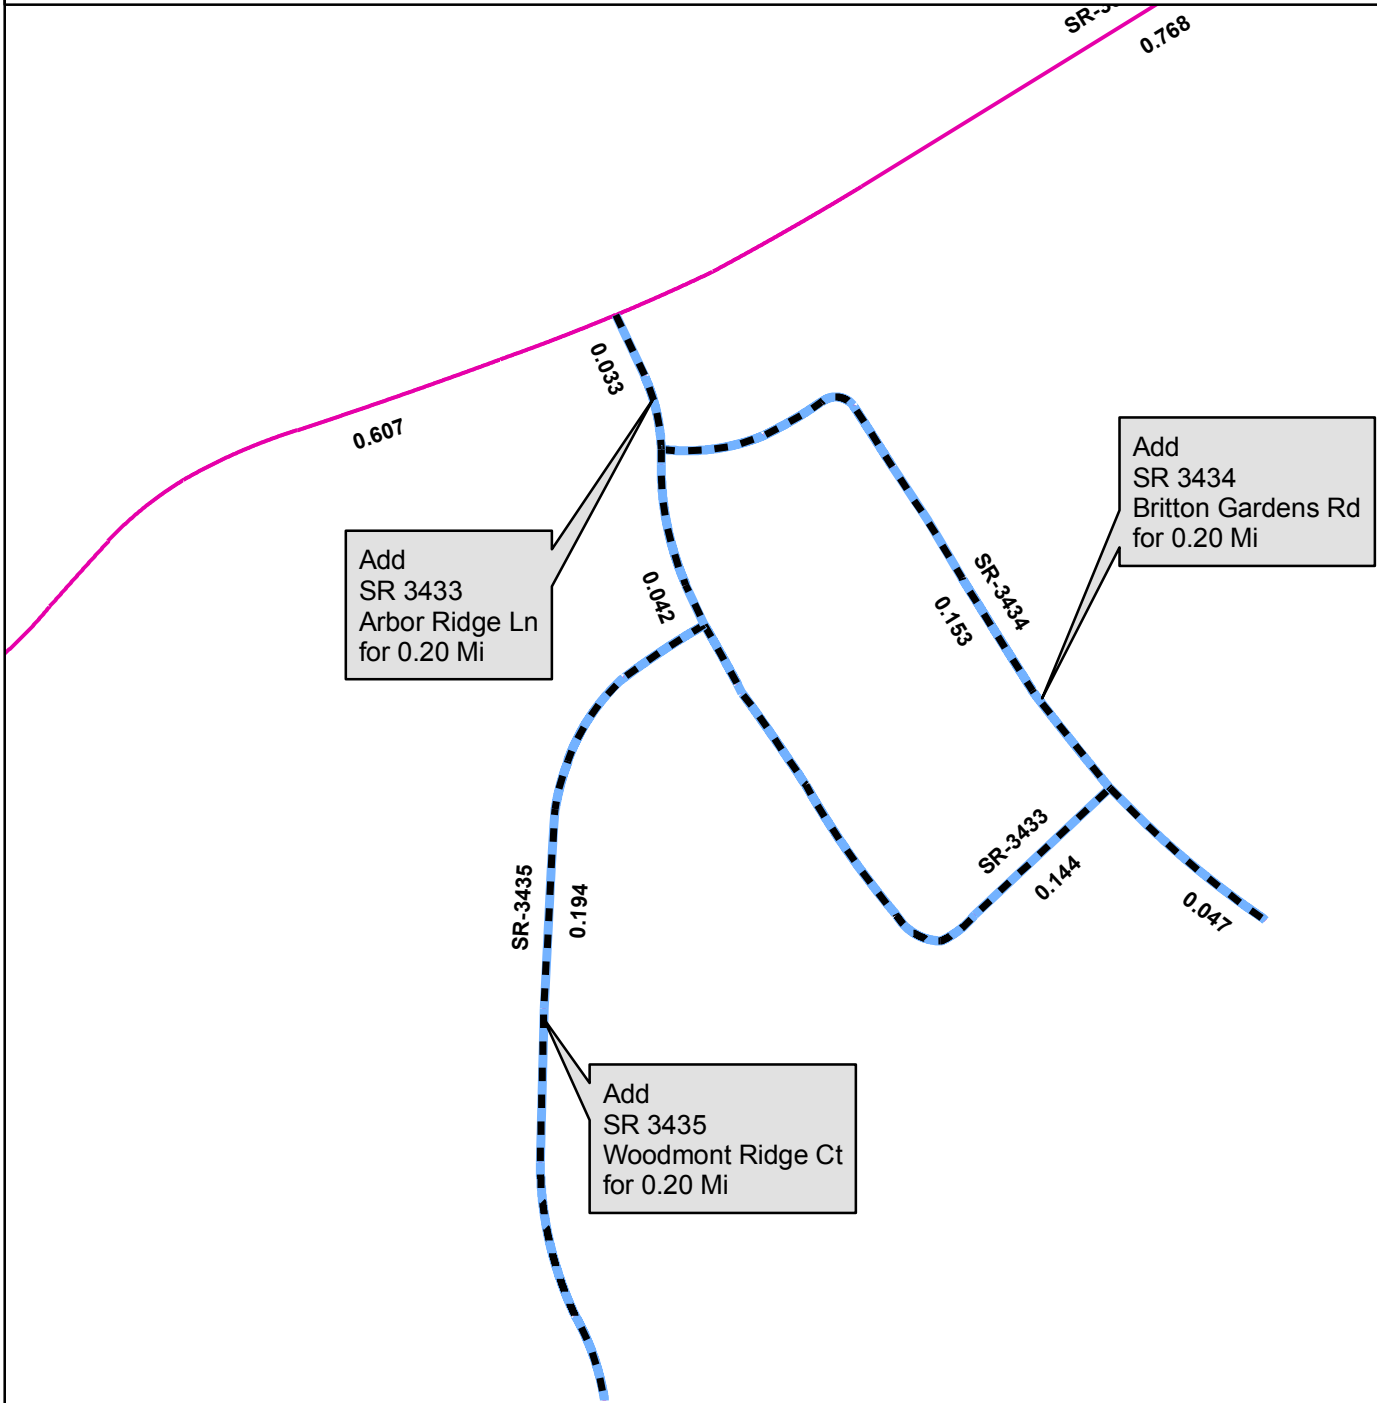 0.768
0.033
0.607
Add
SR 3434
Britton Gardens Rd
for 0.20 Mi
Add
SR 3433
Arbor Ridge Ln
for 0.20 Mi
SR-3434
0.153
0.042
SR-3433
0.144
0.047
SR-3435
0.194
Add
SR 3435
Woodmont Ridge Ct
for 0.20 Mi